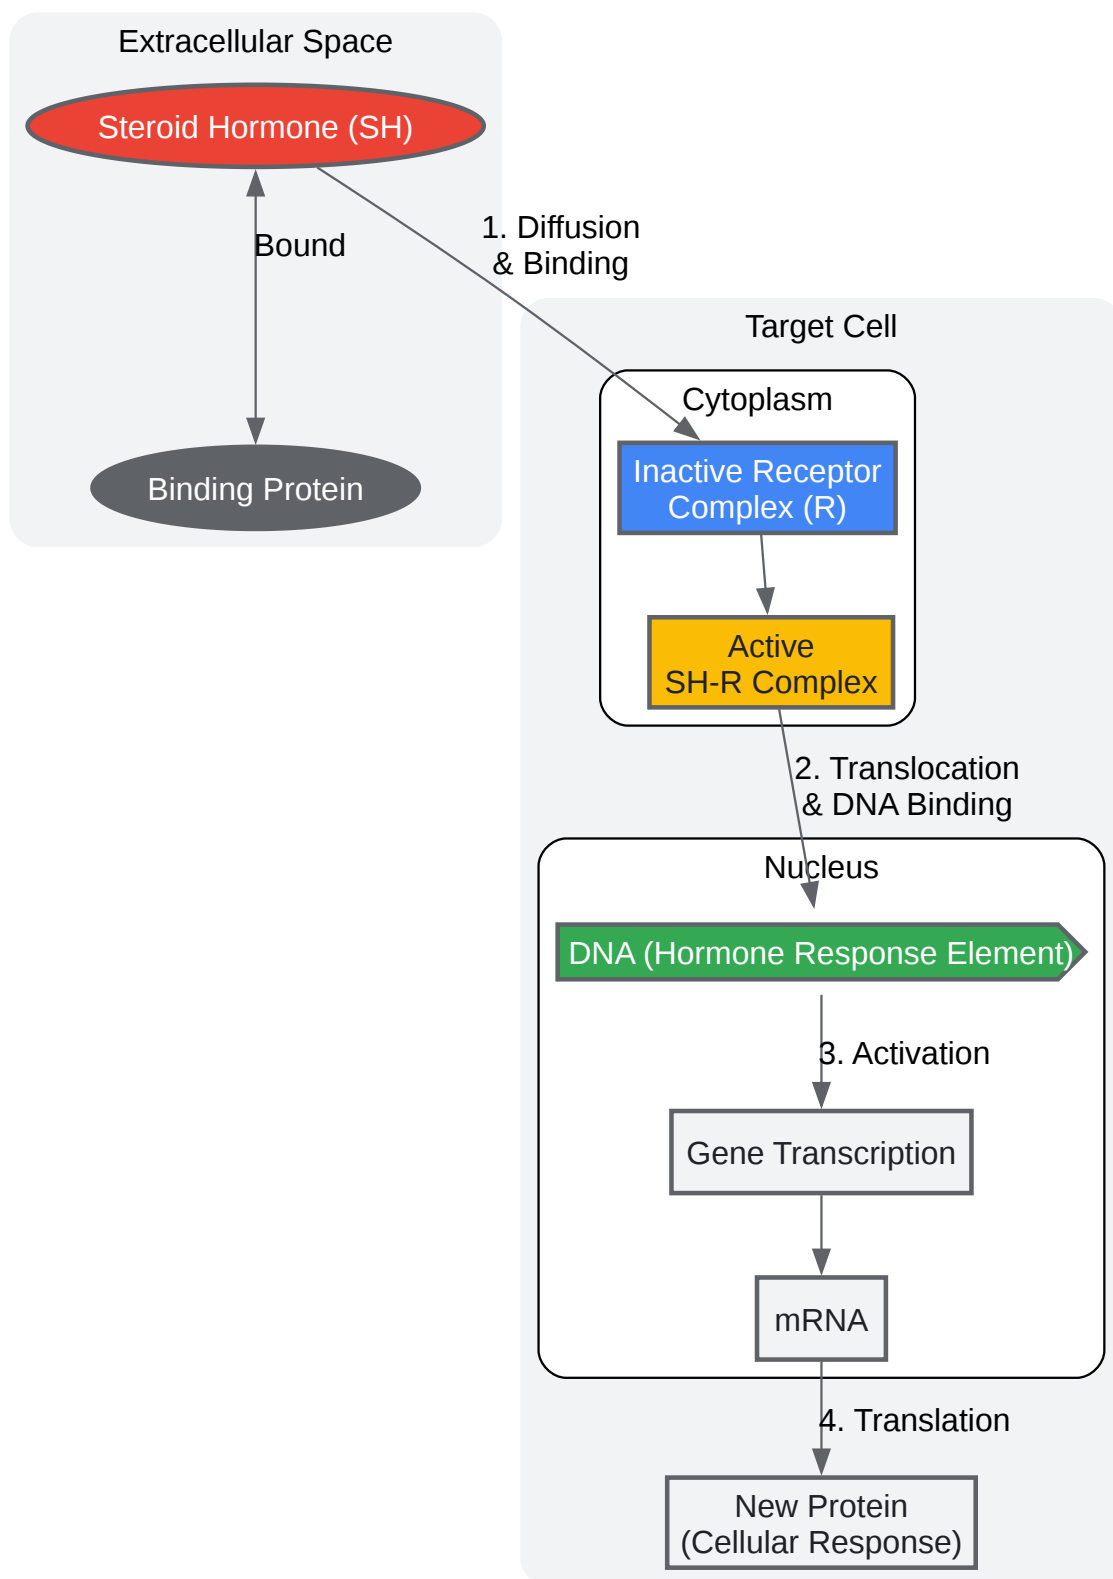 Extracellular Space
Steroid Hormone (SH)
Bound
Binding Protein
1. Diffusion
& Binding
Target Cell
Cytoplasm
Inactive Receptor
Complex (R)
Active
SH-R Complex
2. Translocation
& DNA Binding
Nucleus
DNA (Hormone Response Element)
3. Activation
Gene Transcription
mRNA
4. Translation
New Protein
(Cellular Response)